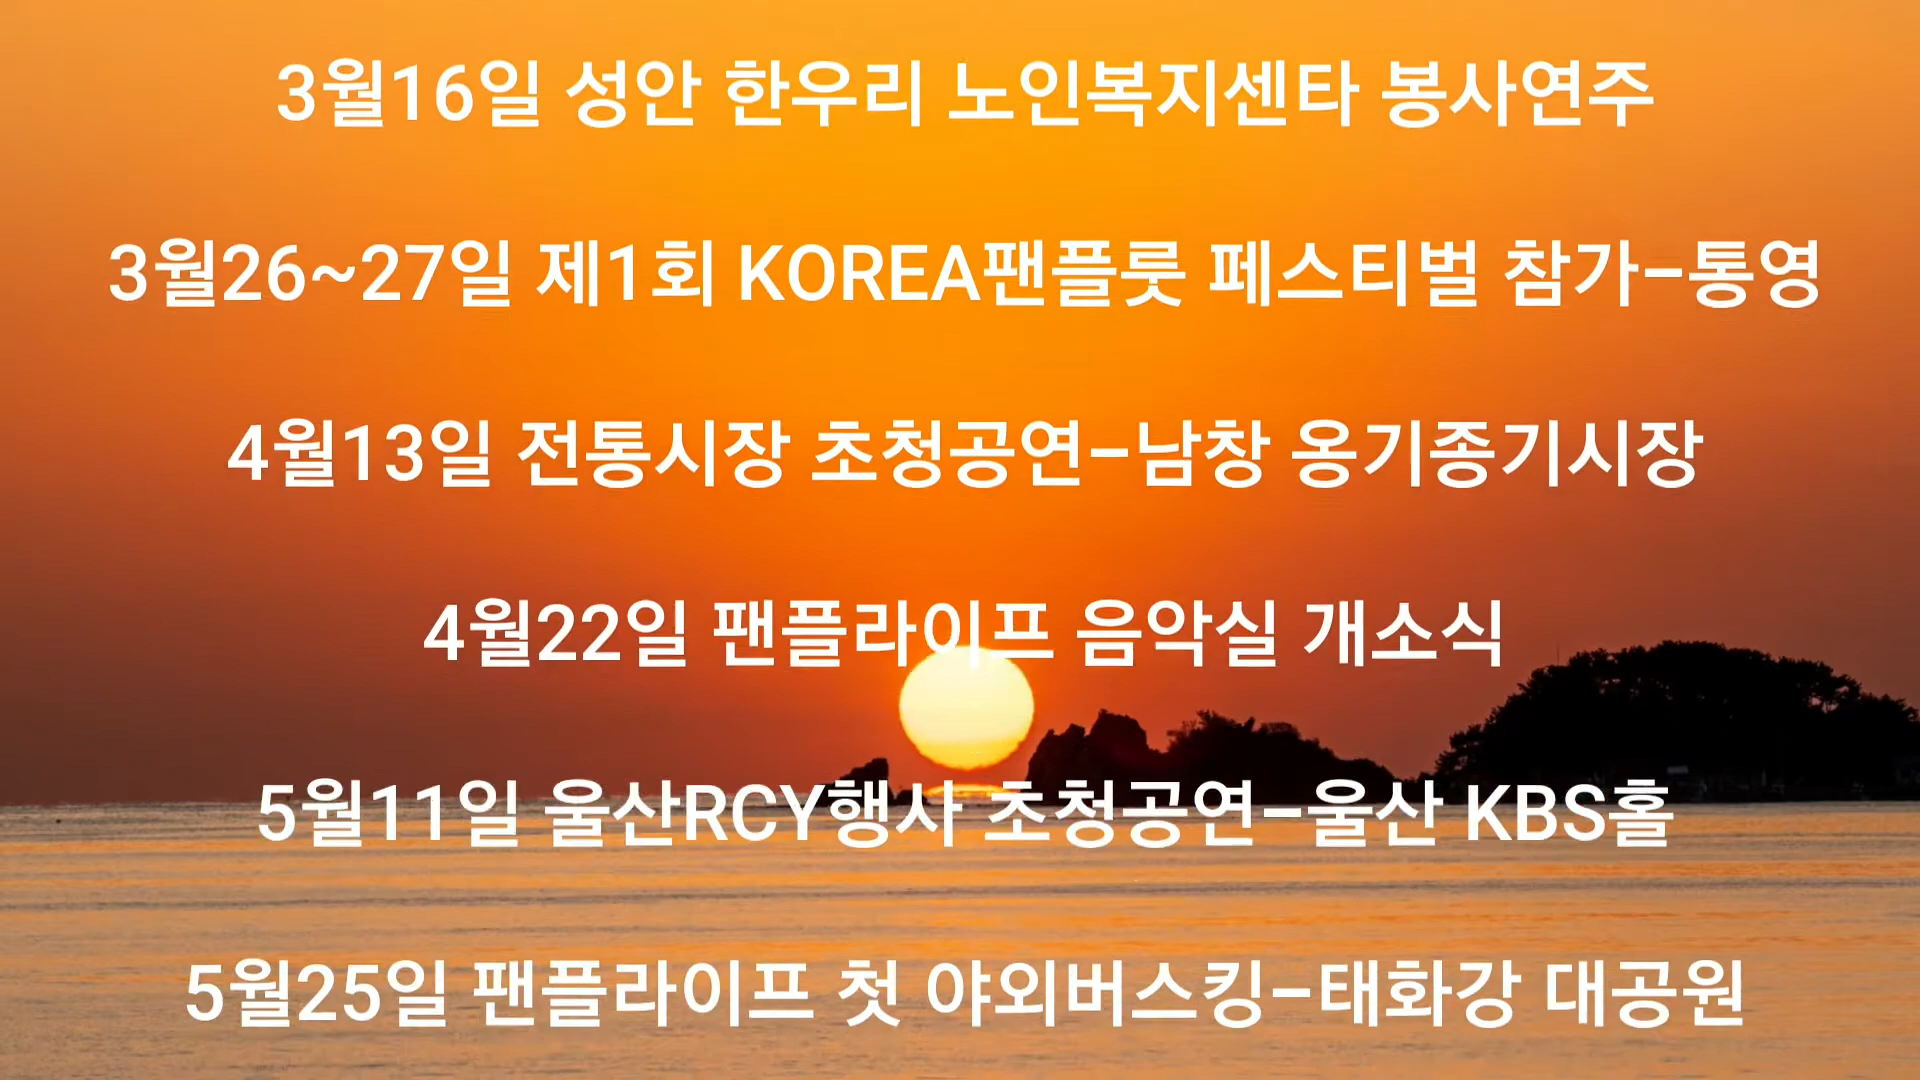 3월16일 성안 한우리 노인복지센타 봉사연주
3월26~27일 제1회 KOREA팬플룻 페스티벌 참가-통영
4월13일 전통시장 초청공연-남창 옹기종기시장
4월22일 팬플라이프 음악실 개소식
5월11일 울산RCY행사 초청공연-울산 KBS홀
5월25일 팬플라이프 첫 야외버스킹-태화강 대공원